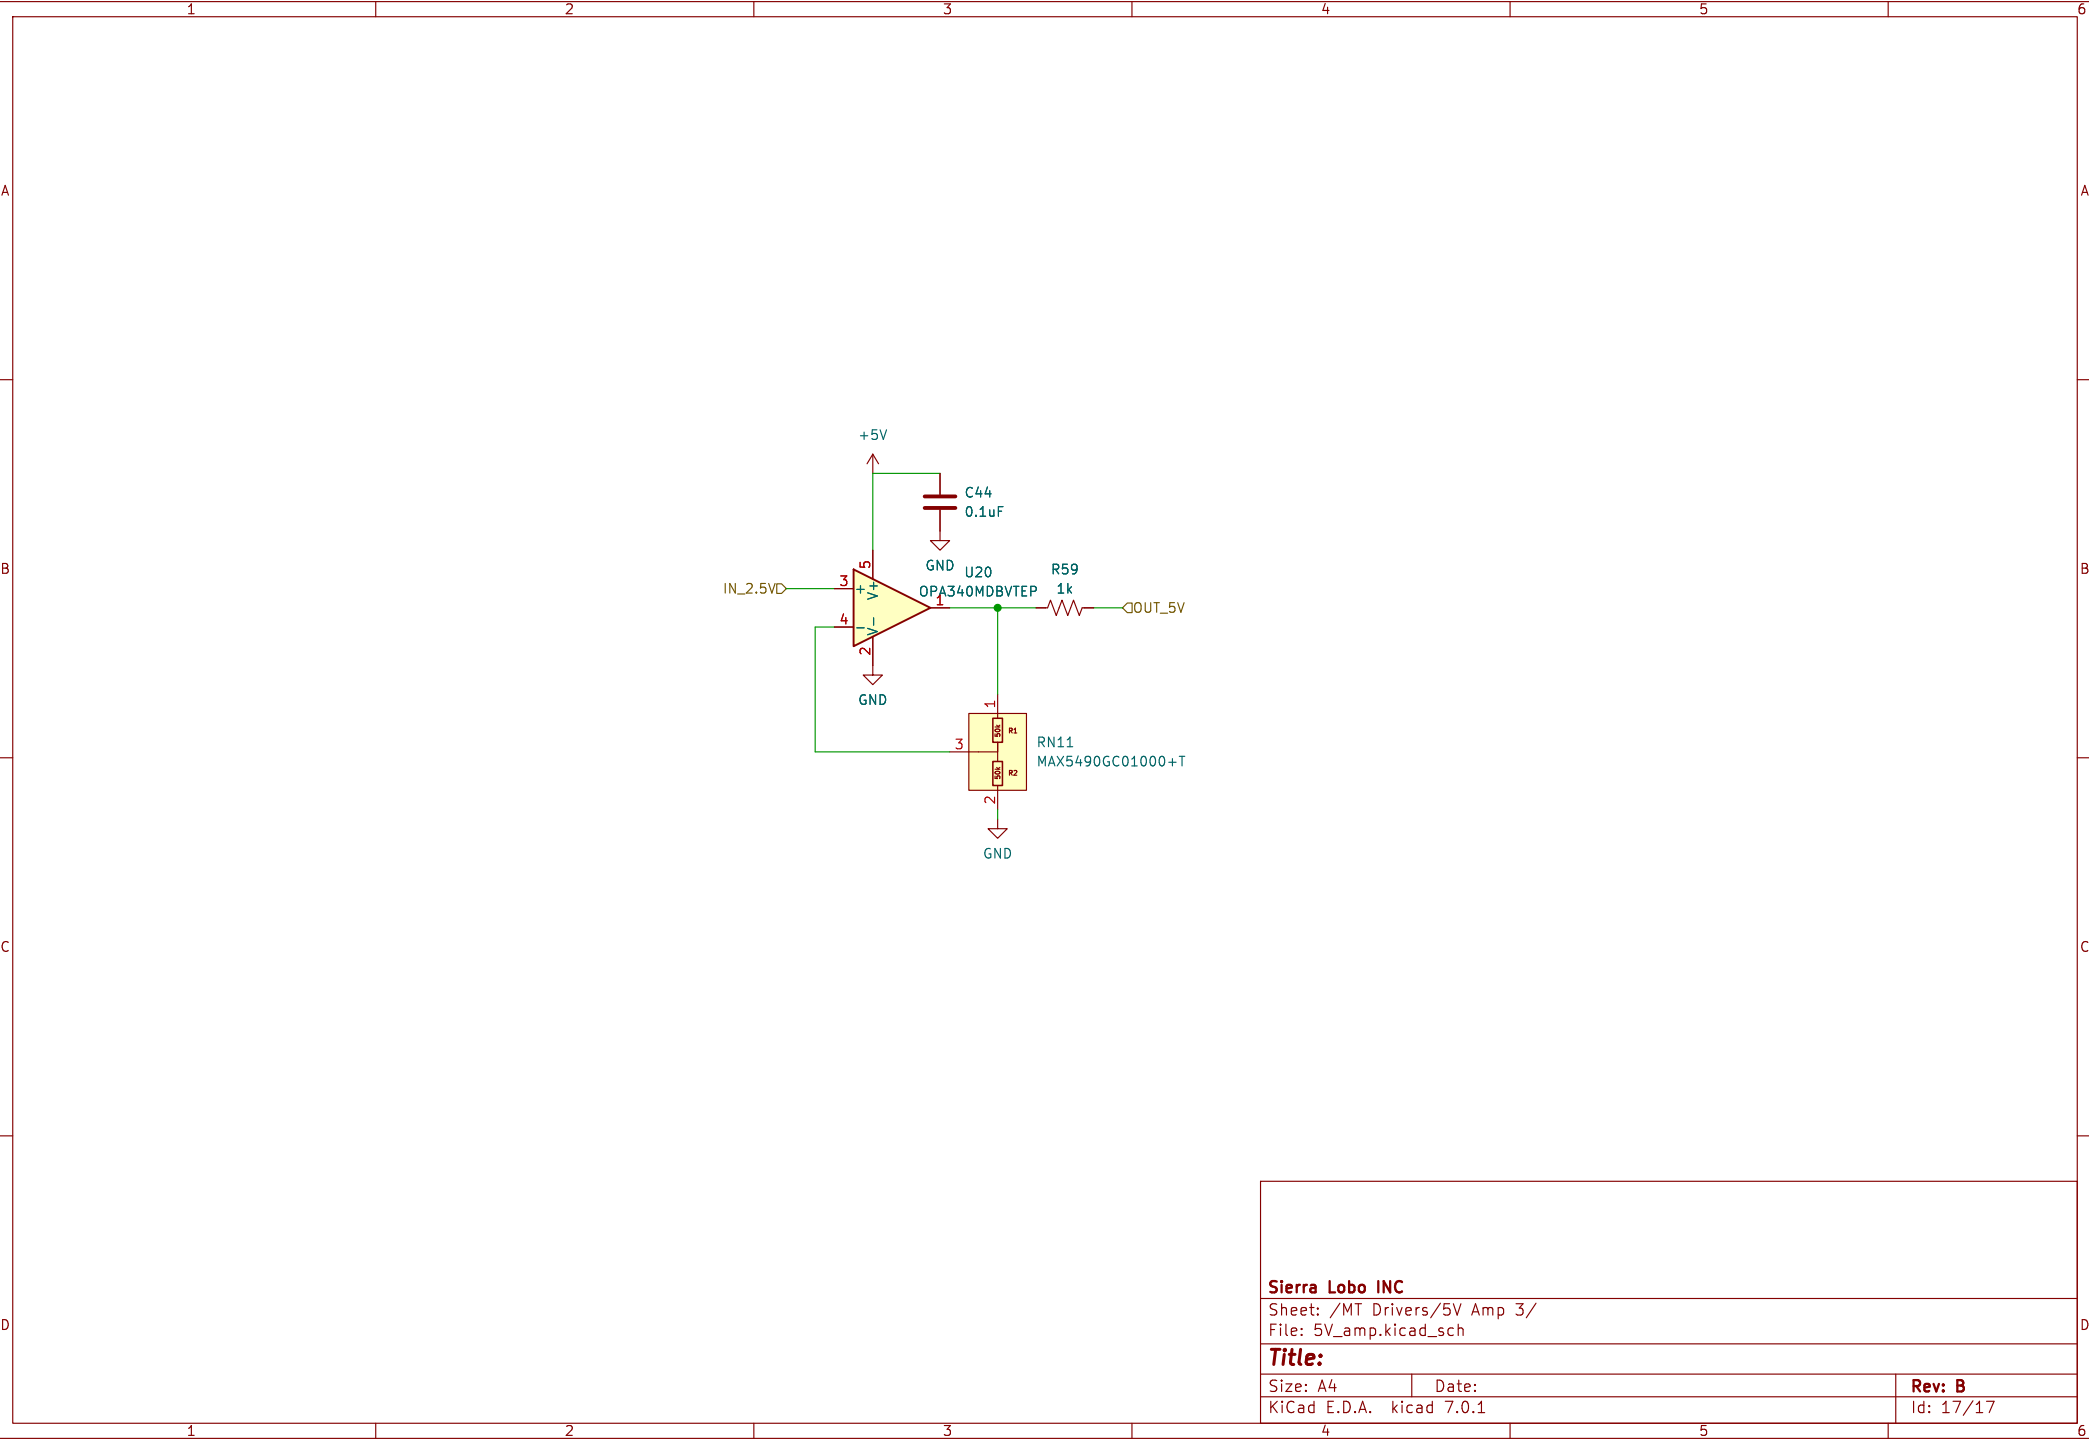 1 2 3 4 5 6
A A
+5V
C44
0.1uF
GND
B B
U20
OPA340MDBVTEP
R59
1k
IN_2.5V
3
+
5
V+
1
OUT_5V
4
-
V-
2
GND
1
50k
R1
3
RN11
MAX5490GC01000+T
50k
R2
2
GND
C C
Sierra Lobo INC
Sheet: /MT Drivers/5V Amp 3/
File: 5V_amp.kicad_sch
D D
Title:
Size: A4 Date: Rev: B
KiCad E.D.A. kicad 7.0.1 Id: 17/17
1 2 3 4 5 6